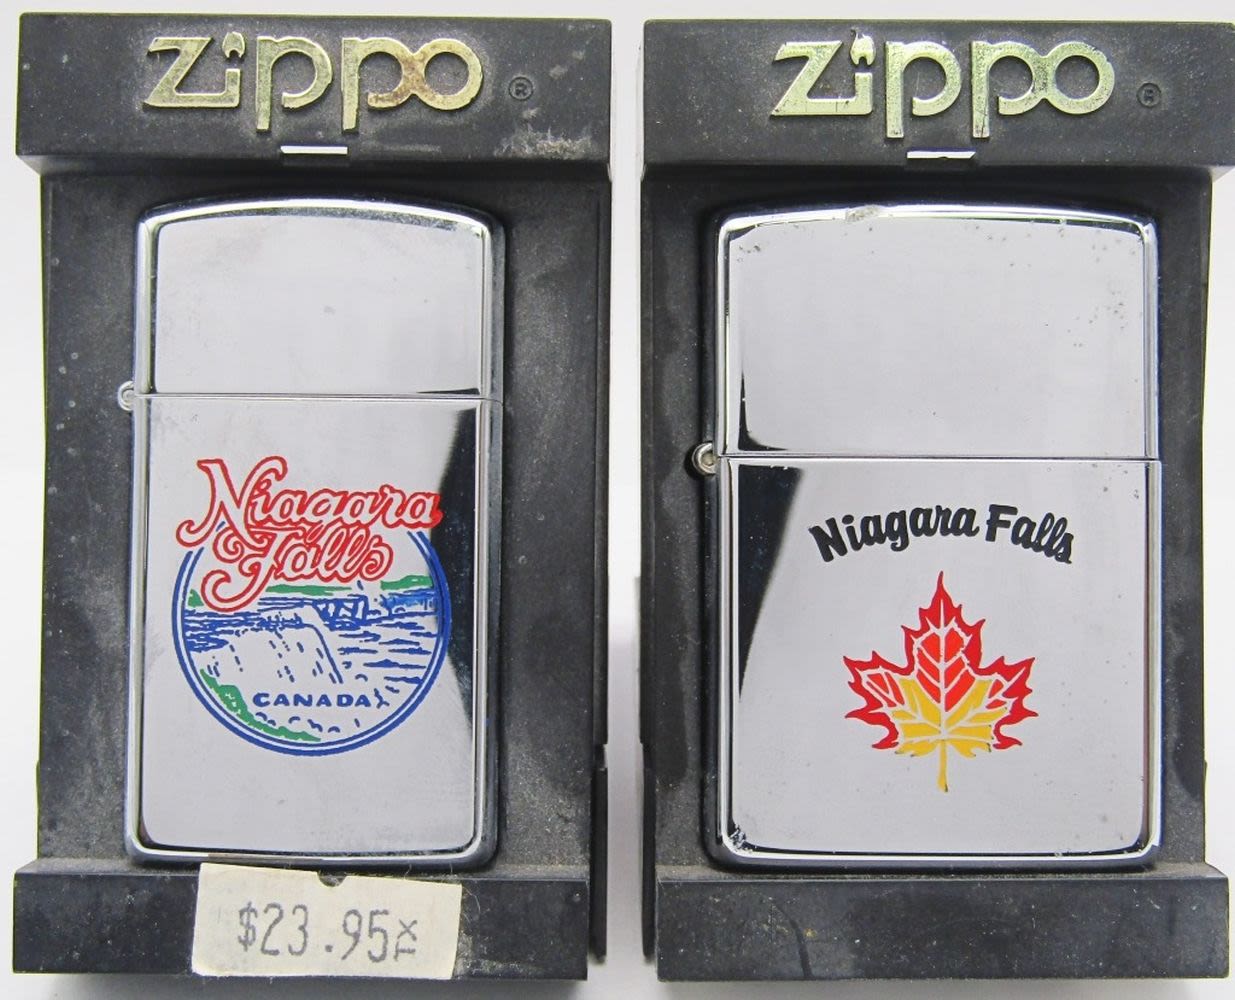 Zippo ®
Niagara
Falls
CANADA
$23.95
Zippo ®
Niagara Falls